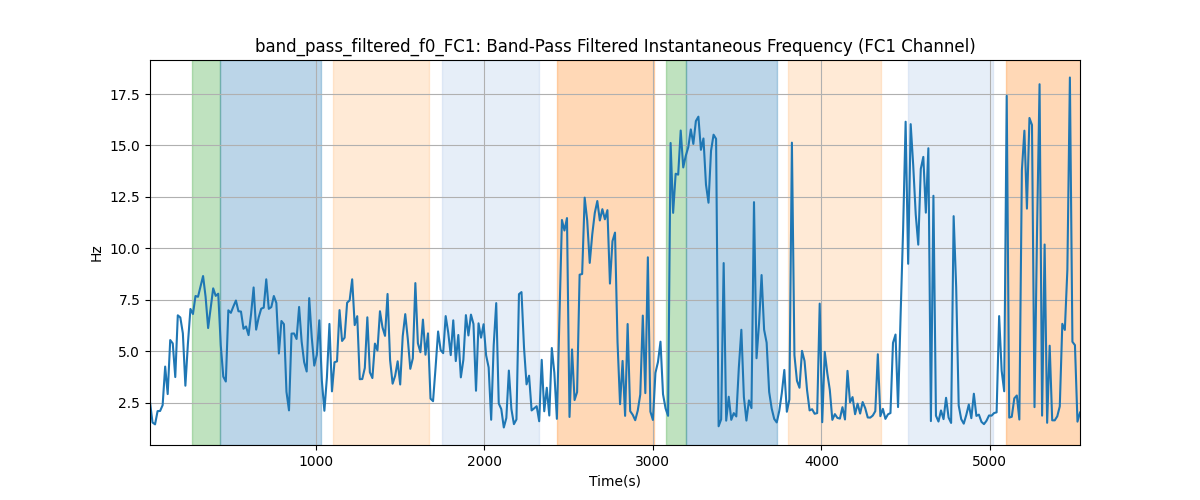 band_pass_filtered_f0_FC1: Band-Pass Filtered Instantaneous Frequency (FC1 Channel)
17.5
15.0
12.5
10.0
7.5
5.0
2.5
Hz
1000 2000 3000 4000 5000
Time(s)